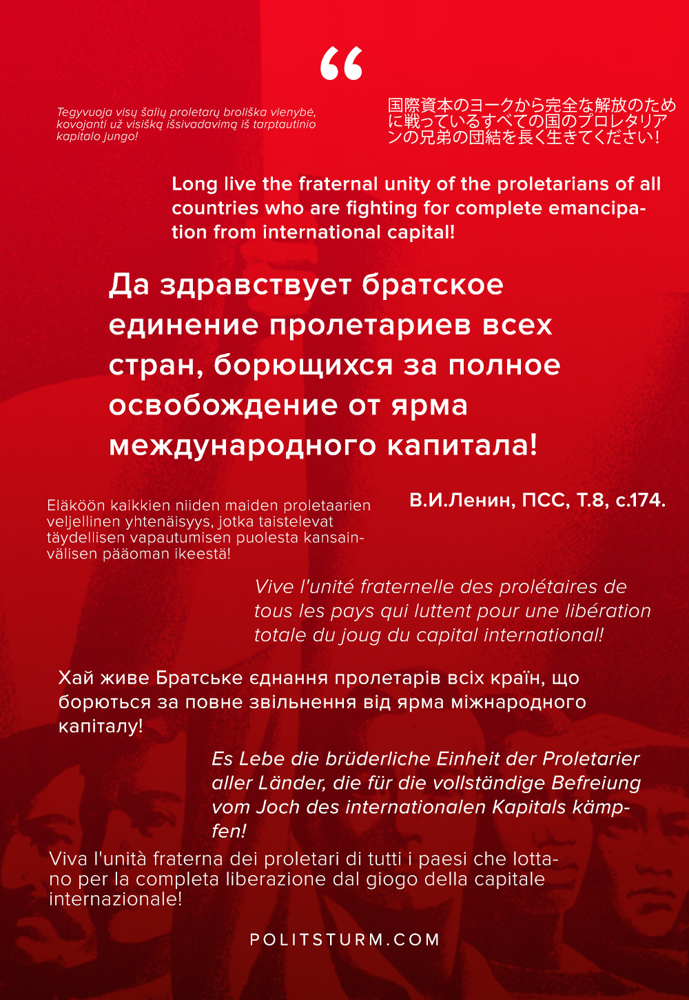 “
Tegyvuoja visų šalių proletarų broliška vienybė,
kovojanti už visišką išsivadavimą iš tarptautinio
kapitalo jungo!
国際資本のヨークから完全な解放のため
に戦っているすべての国のプロレタリア
ンの兄弟の団結を長く生きてください!
Long live the fraternal unity of the proletarians of all
countries who are fighting for complete emancipa-
tion from international capital!
Да здравствует братское
единение пролетариев всех
стран, борющихся за полное
освобождение от ярма
международного капитала!
В.И.Ленин, ПСС, Т.8, с.174.
Eläköön kaikkien niiden maiden proletaarien
veljellinen yhtenäisyys, jotka taistelevat
täydellisen vapautumisen puolesta kansain-
välisen pääoman ikeestä!
Vive l'unité fraternelle des prolétaires de
tous les pays qui luttent pour une libération
totale du joug du capital international!
Хай живе Братське єднання пролетарів всіх країн, що
борються за повне звільнення від ярма міжнародного
капіталу!
Es Lebe die brüderliche Einheit der Proletarier
aller Länder, die für die vollständige Befreiung
vom Joch des internationalen Kapitals kämp-
fen!
Viva l'unità fraterna dei proletari di tutti i paesi che lotta-
no per la completa liberazione dal giogo della capitale
internazionale!
POLITSTURM.COM